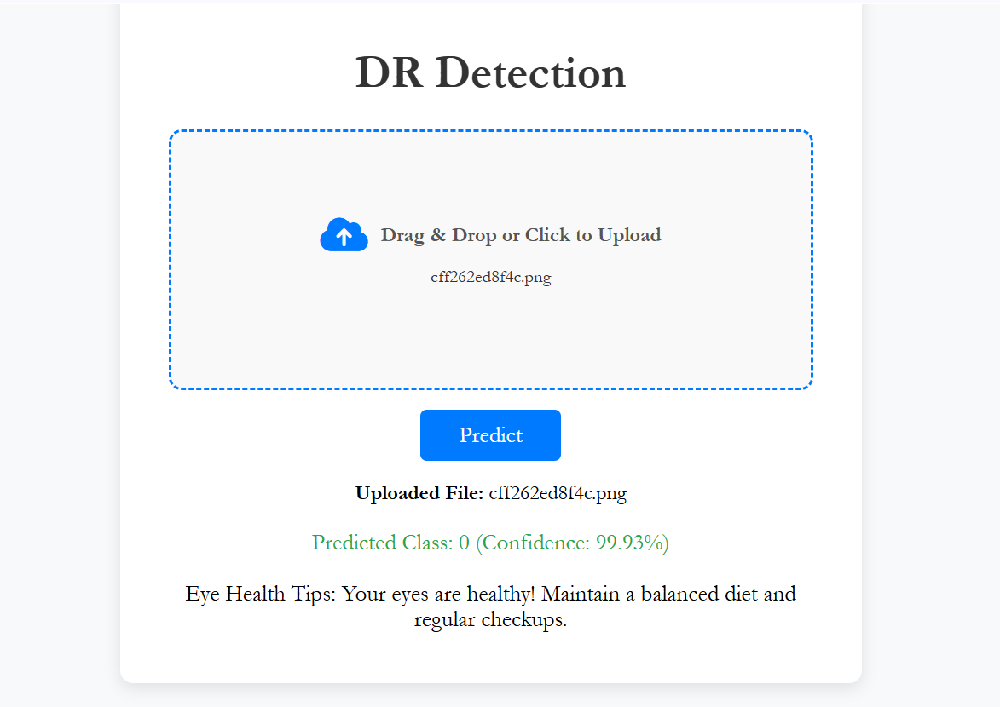 DR Detection
Drag & Drop or Click to Upload
cff262ed8f4c.png
Predict
Uploaded File: cff262ed8f4c.png
Predicted Class: 0 (Confidence: 99.93%)
Eye Health Tips: Your eyes are healthy! Maintain a balanced diet and
regular checkups.